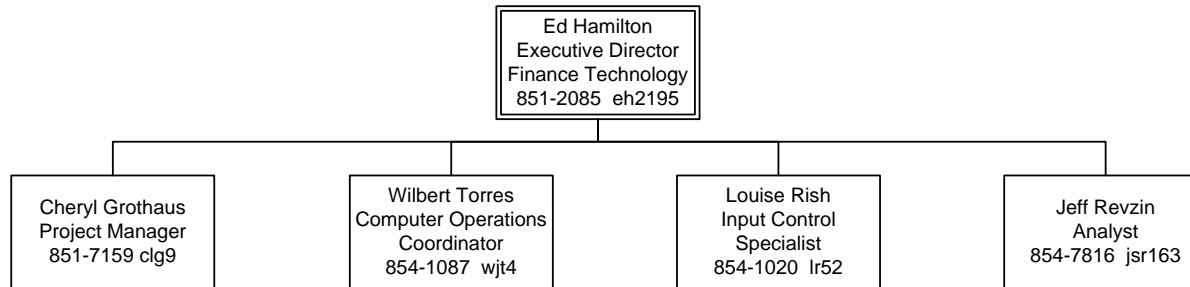 Ed Hamilton
Executive Director
Finance Technology
851-2085 eh2195
Cheryl Grothaus
Project Manager
851-7159 clg9
Wilbert Torres
Computer Operations
Coordinator
854-1087 wjt4
Louise Rish
Input Control
Specialist
854-1020 lr52
Jeff Revzin
Analyst
854-7816 jsr163